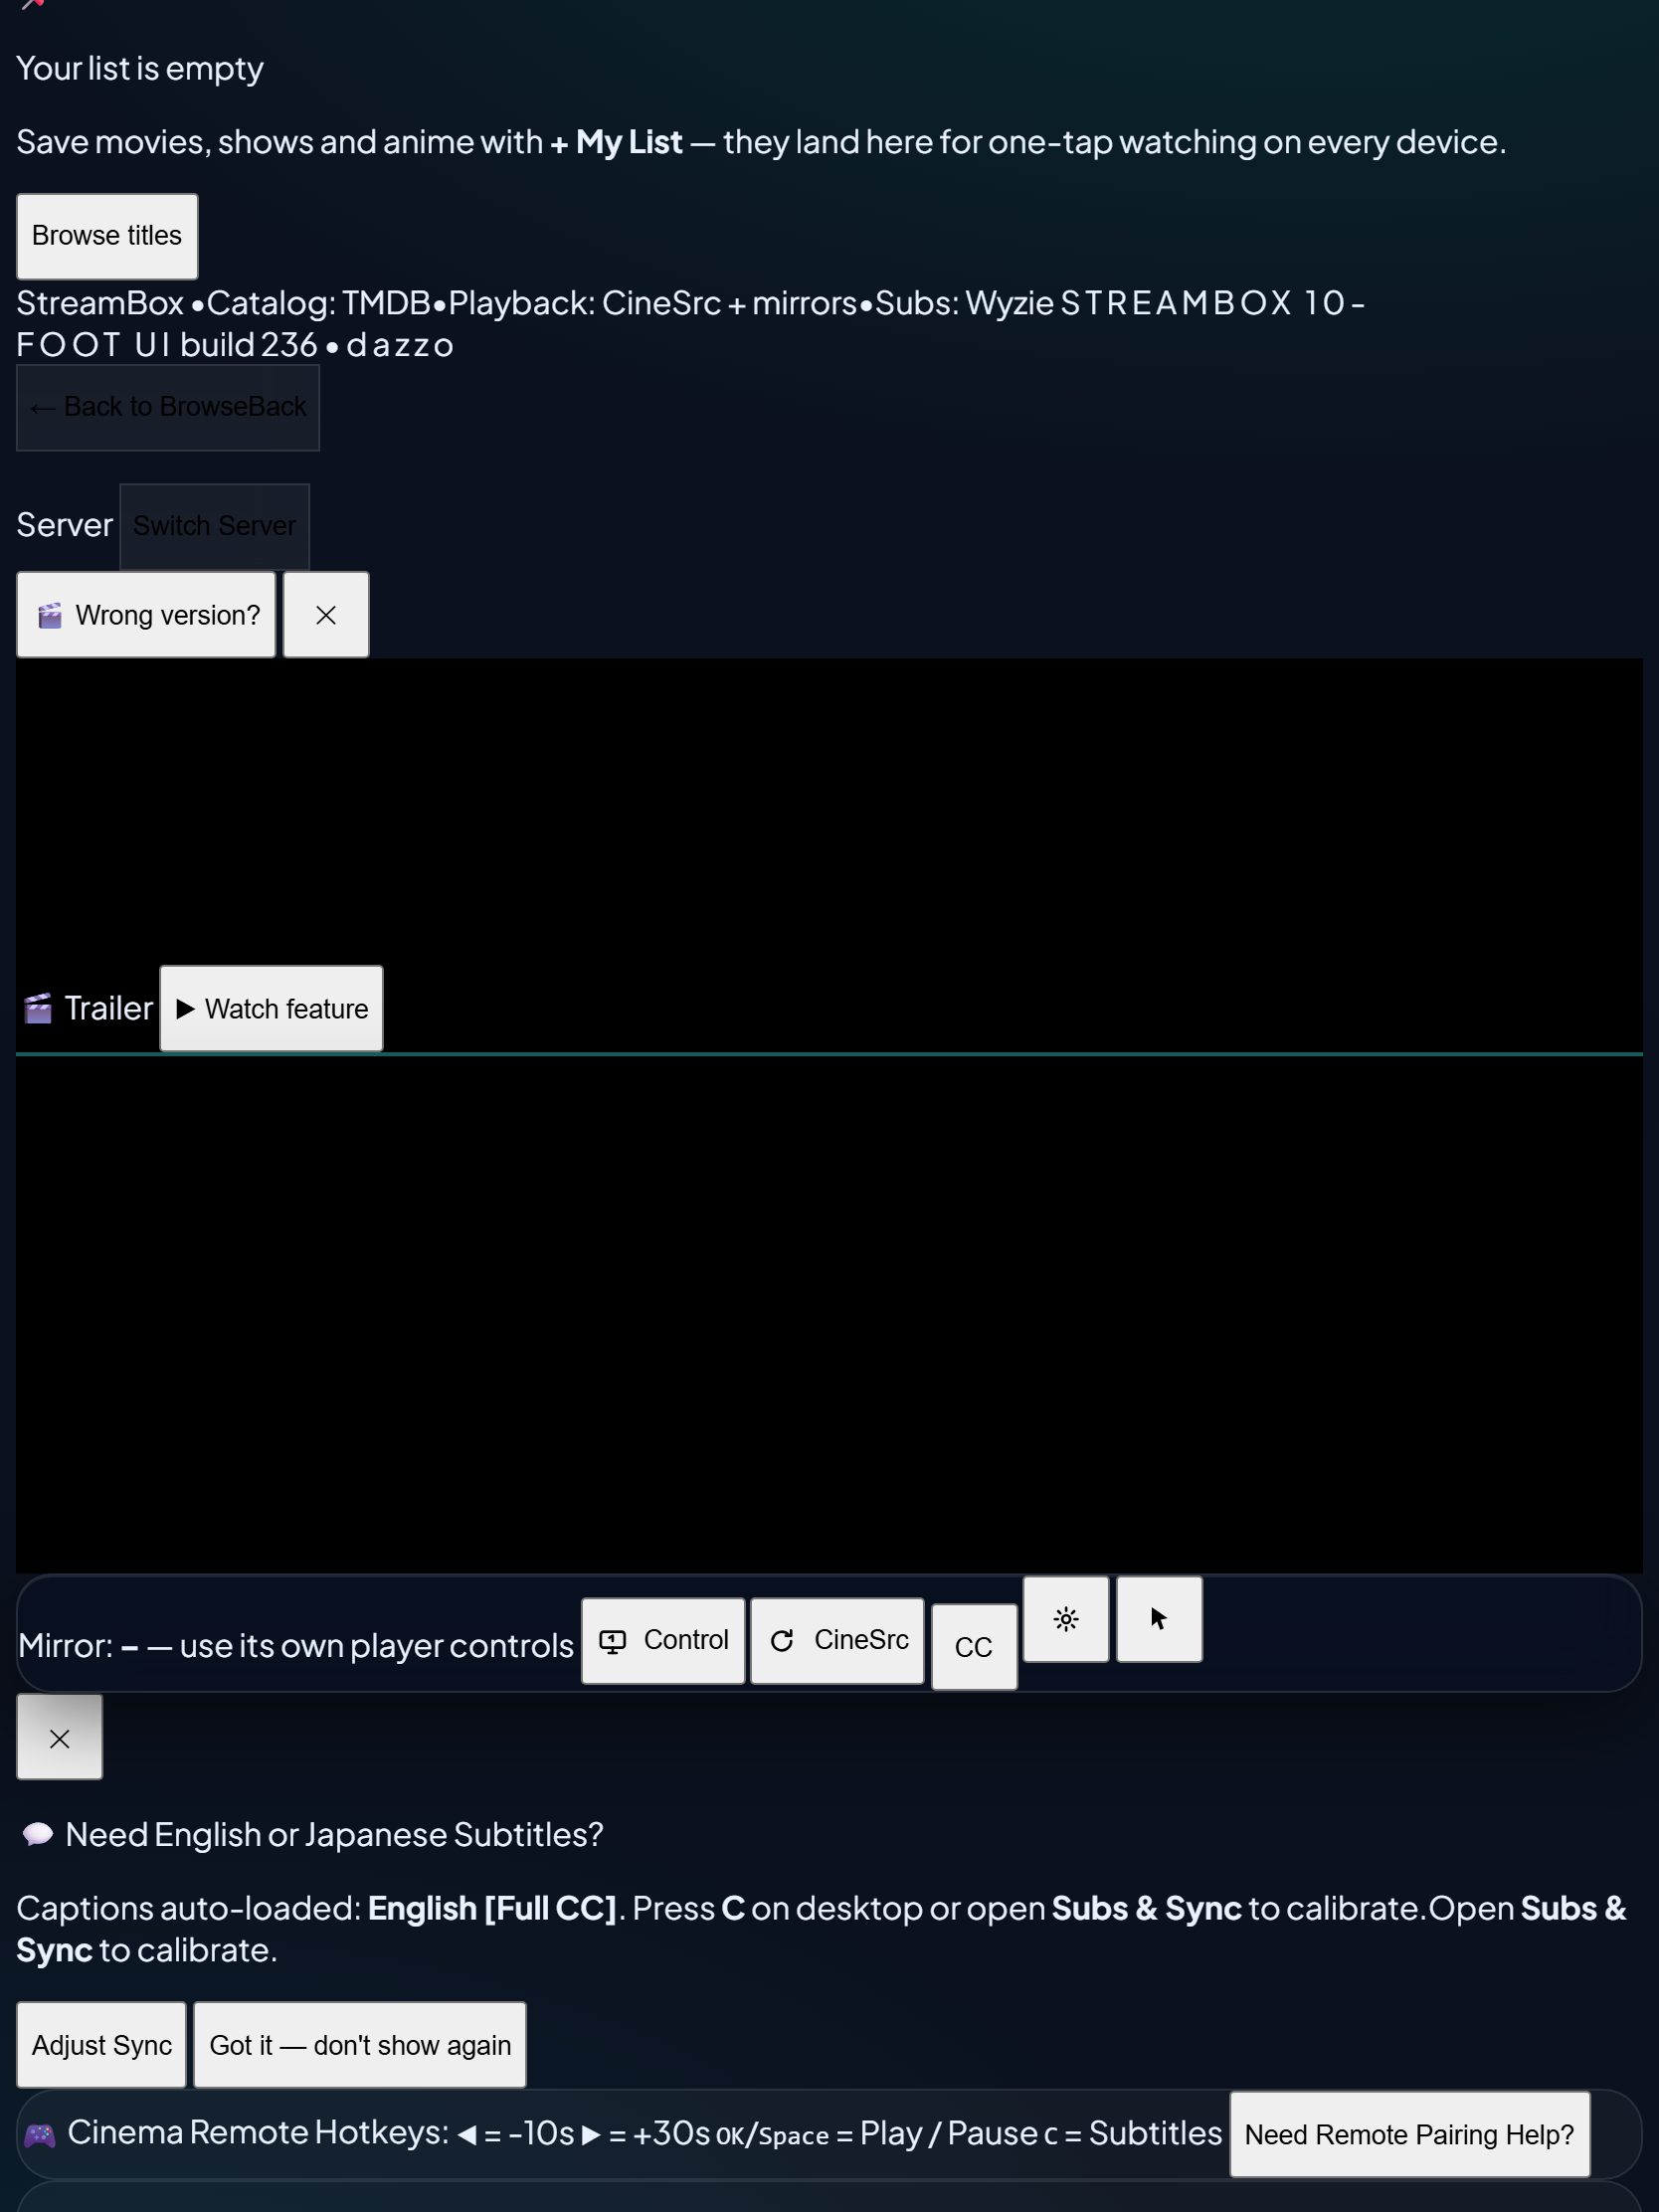 Your list is empty
Save movies, shows and anime with + My List — they land here for one-tap watching on every device.
Browse titles
StreamBox •Catalog: TMDB•Playback: CineSrc + mirrors•Subs: Wyzie STREAMBOX 10-
FOOT UI build 236 • dazzo
← Back to BrowseBack
Server Switch Server
🎬 Wrong version? ✕
🎬 Trailer ▶ Watch feature
Mirror: – — use its own player controls Control CineSrc CC
✕
💬 Need English or Japanese Subtitles?
Captions auto-loaded: English [Full CC]. Press C on desktop or open Subs & Sync to calibrate.Open Subs &
Sync to calibrate.
Adjust Sync Got it — don't show again
🎮 Cinema Remote Hotkeys: ◀ = -10s ▶ = +30s OK/Space = Play / Pause C = Subtitles Need Remote Pairing Help?